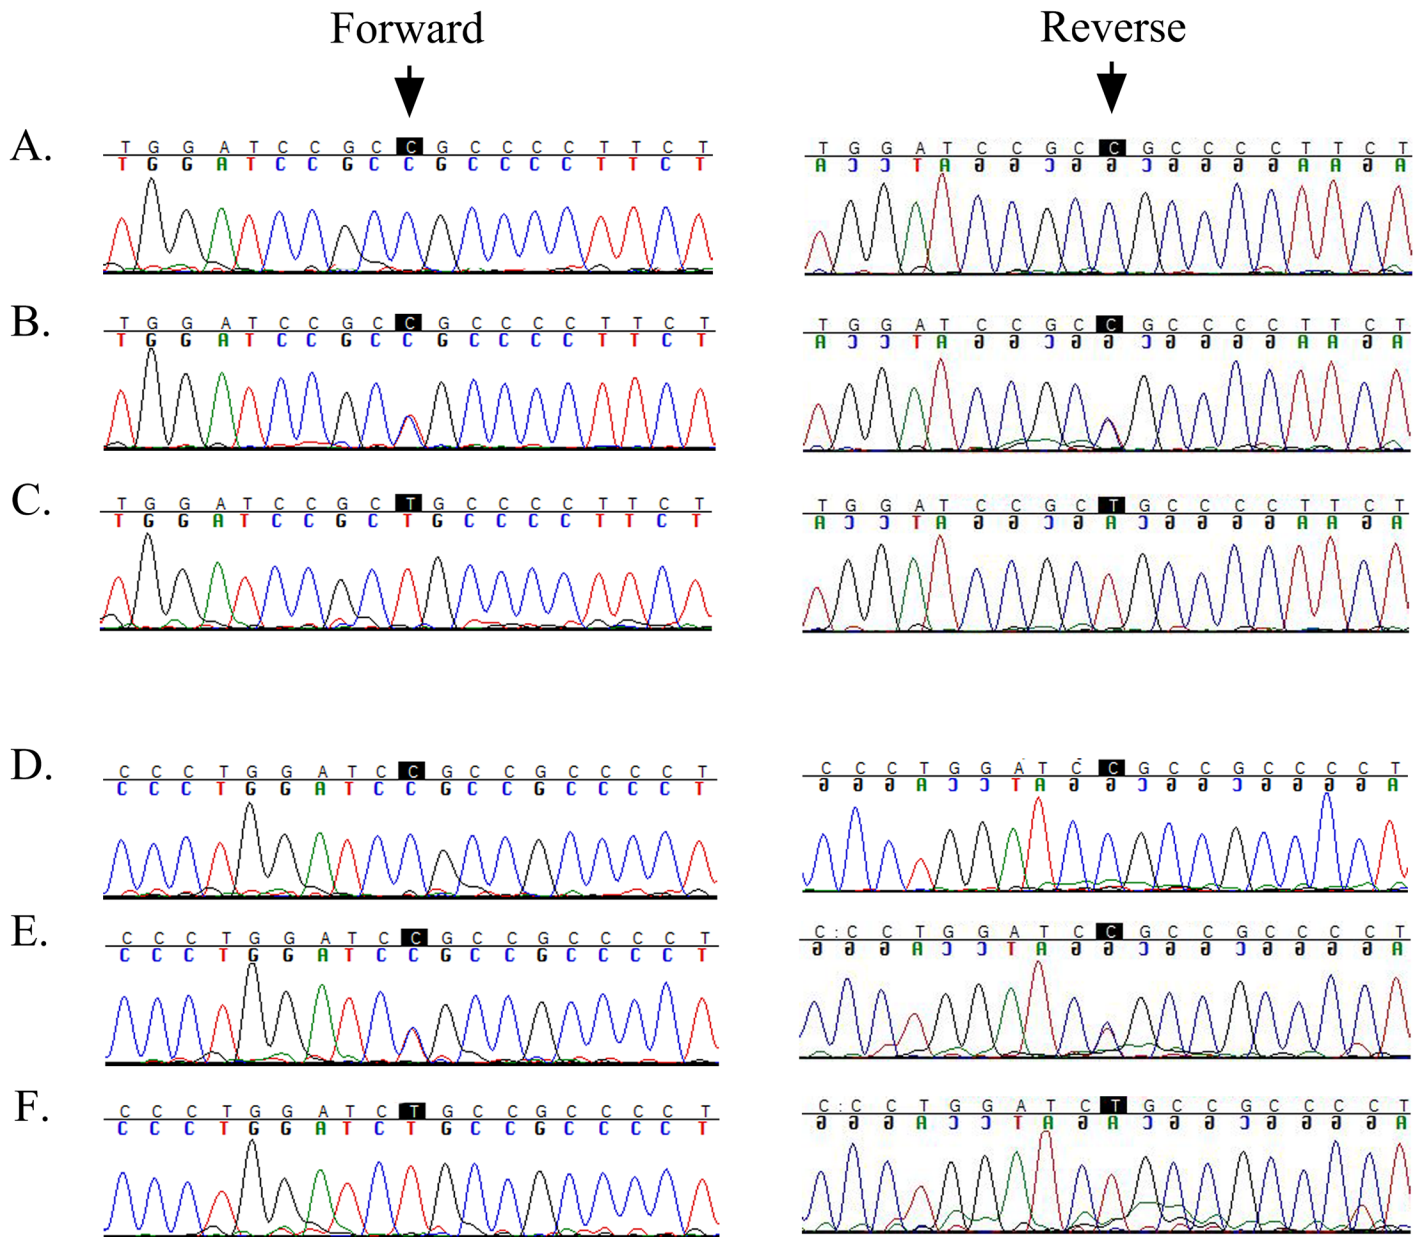 Forward
Reverse
A.
T G G A T C C G C C G C C C C T T C T
T G G A T C C G C C G C C C C T T C T
T G G A T C C G C C G C C C C T T C T
A C C T A G G C G G C G G G G A A G A
B.
T G G A T C C G C C G C C C C T T C T
T G G A T C C G C C G C C C C T T C T
T G G A T C C G C C G C C C C T T C T
A C C T A G G C G G C G G G G A A G A
C.
T G G A T C C G C T G C C C C T T C T
T G G A T C C G C T G C C C C T T C T
T G G A T C C G C T G C C C C T T C T
A C C T A G G C G A C G G G G A A G A
D.
C C C T G G A T C C G C C G C C C C T
C C C T G G A T C C G C C G C C C C T
C C C T G G A T C C G C C G C C C C T
G G G A C C T A G G C G G C G G G G A
E.
C C C T G G A T C C G C C G C C C C T
C C C T G G A T C C G C C G C C C C T
C : C C T G G A T C C G C C G C C C C T
G G G A C C T A G G C G G C G G G G A
F.
C C C T G G A T C T G C C G C C C C T
C C C T G G A T C T G C C G C C C C T
C : C C T G G A T C T G C C G C C C C T
G G G A C C T A G A C G G C G G G G A